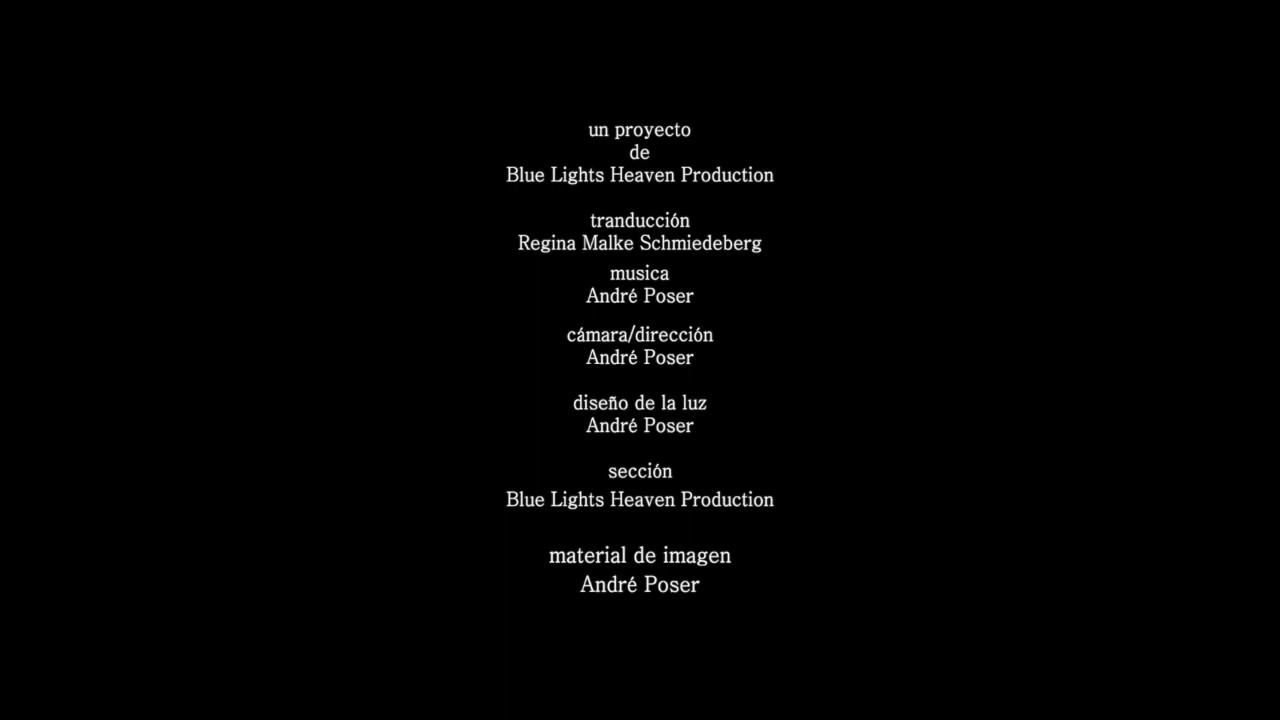 un proyecto
de
Blue Lights Heaven Production
tranducción
Regina Malke Schmiedeberg
musica
André Poser
cámara/dirección
André Poser
diseño de la luz
André Poser
sección
Blue Lights Heaven Production
material de imagen
André Poser